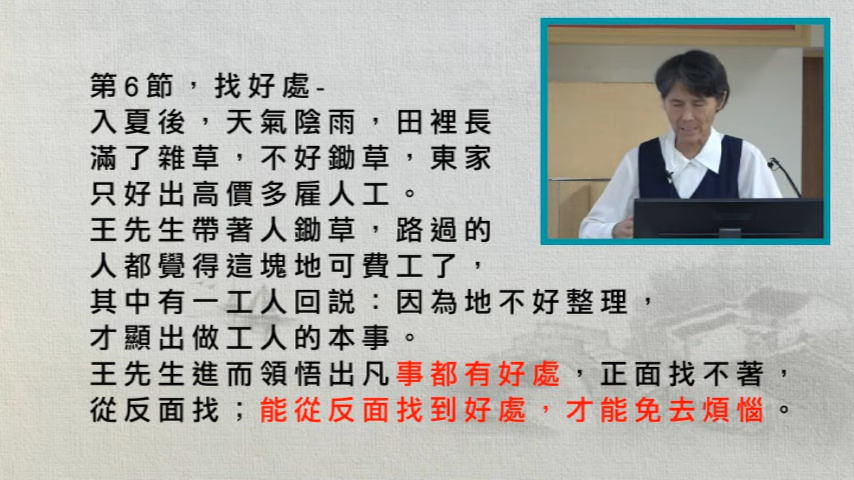 第6節，找好處-
入夏後，天氣陰雨，田裡長
滿了雜草，不好鋤草，東家
只好出高價多雇人工。
王先生帶著人鋤草，路過的
人都覺得這塊地可費工了，
其中有一工人回説：因為地不好整理，
才顯出做工人的本事。
王先生進而領悟出凡事都有好處，正面找不著，
從反面找；能從反面找到好處，才能免去煩惱。